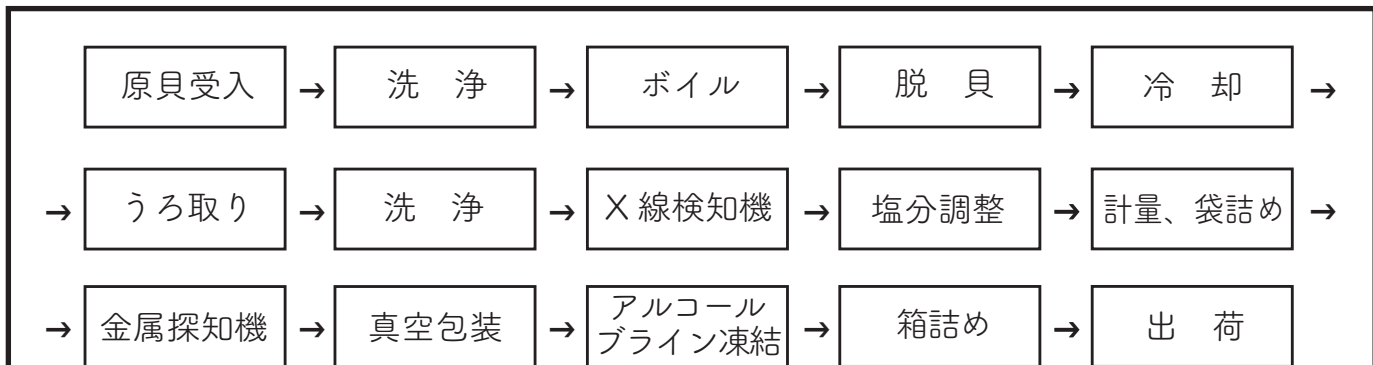 原貝受入 → 洗　浄 → ボイル → 脱　貝 → 冷　却 →
→ うろ取り → 洗　浄 → X線検知機 → 塩分調整 → 計量、袋詰め →
→ 金属探知機 → 真空包装 → アルコール
ブライン凍結 → 箱詰め → 出　荷